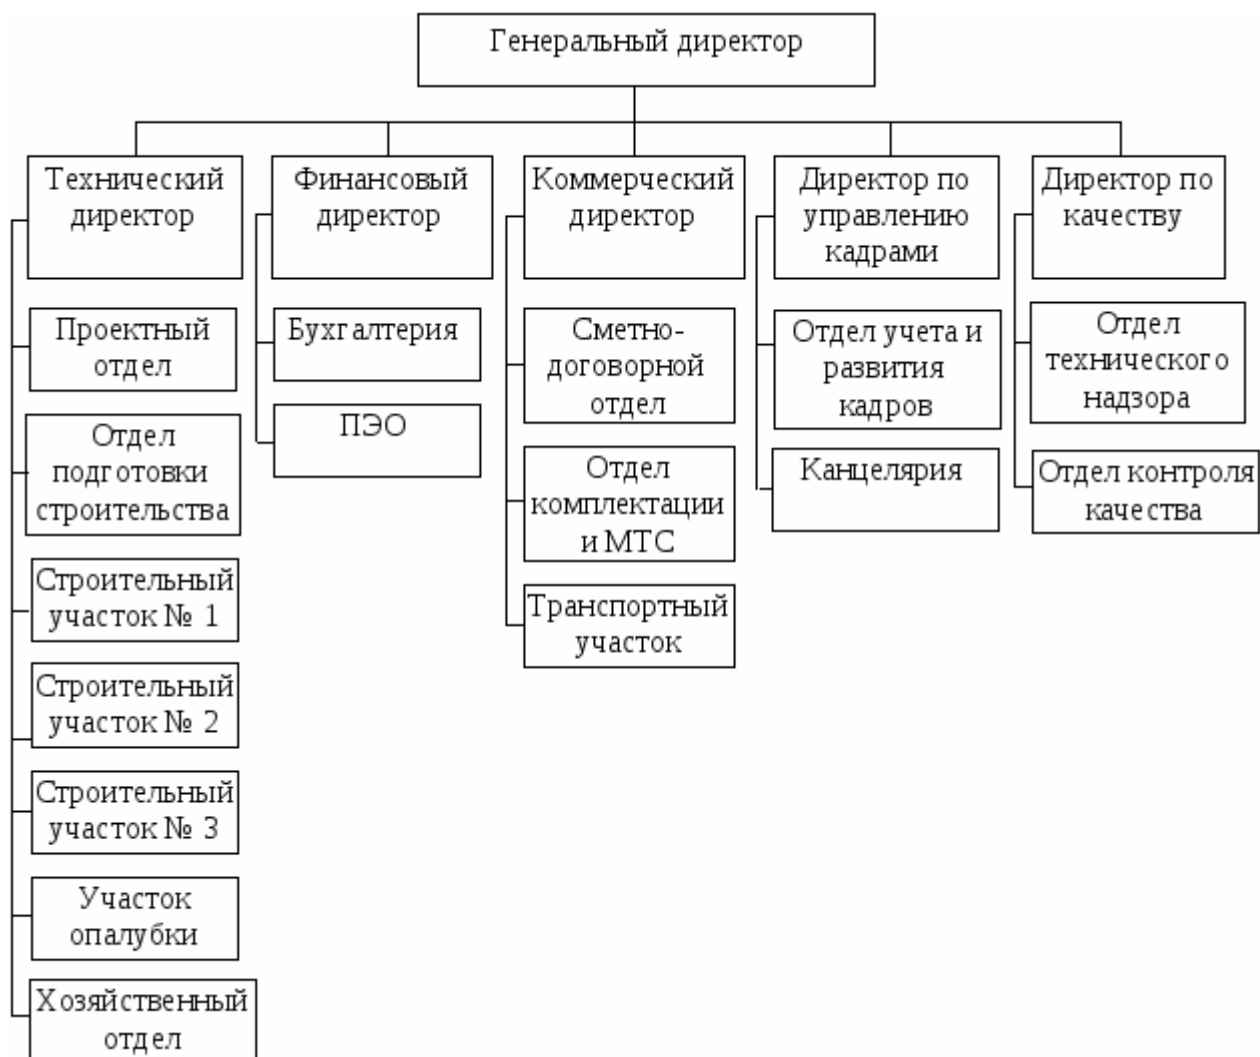 Генеральный директор
Технический
директор
Финансовый
директор
Коммерческий
директор
Директор по
управлению
кадрами
Директор по
качеству
Проектный
отдел
Отдел
подготовки
строительства
Строительный
участок № 1
Строительный
участок № 2
Строительный
участок № 3
Участок
опалубки
Хозяйственный
отдел
Бухгалтерия
ПЭО
Сметно-
договорной
отдел
Отдел
комплектации
и МТС
Транспортный
участок
Отдел учета и
развития
кадров
Канцелярия
Отдел
технического
надзора
Отдел контроля
качества